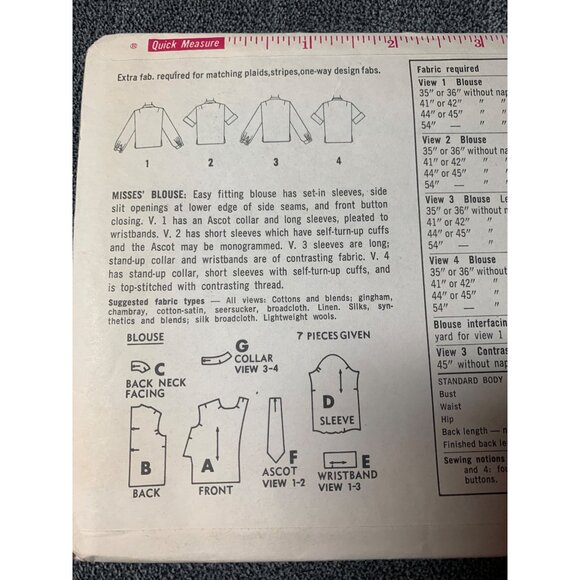 ® Quick Measure 1 2 3
Extra fab. required for matching plaids,stripes,one-way design fabs.
1 2 3 4
MISSES' BLOUSE: Easy fitting blouse has set-in sleeves, side
slit openings at lower edge of side seams, and front button
closing. V. 1 has an Ascot collar and long sleeves, pleated to
wristbands. V. 2 has short sleeves which have self-turn-up cuffs
and the Ascot may be monogrammed. V. 3 sleeves are long;
stand-up collar and wristbands are of contrasting fabric. V. 4
has stand-up collar, short sleeves with self-turn-up cuffs, and
is top-stitched with contrasting thread.
Suggested fabric types — All views: Cottons and blends; gingham,
chambray, cotton-satin, seersucker, broadcloth. Linen. Silks, syn-
thetics and blends; silk broadcloth. Lightweight wools.
BLOUSE
7 PIECES GIVEN
C
BACK NECK
FACING
G
COLLAR
VIEW 3-4
D
SLEEVE
B
BACK
A
FRONT
F
ASCOT
VIEW 1-2
E
WRISTBAND
VIEW 1-3
Fabric required
View 1 Blouse
35" or 36" without nap
41" or 42" " "
44" or 45" " "
54" — "
View 2 Blouse
35" or 36" without na
41" or 42" " "
44" or 45" " "
54" — "
View 3 Blouse Le
35" or 36" without na
41" or 42" "
44" or 45" "
54" — "
View 4 Blouse
35" or 36" without na
41" or 42" "
44" or 45" "
54" — "
Blouse interfacin
yard for view 1
View 3 Contras
45" without nap
STANDARD BODY
Bust
Waist
Hip
Back length — n
Finished back le
Sewing notions
and 4: fou
buttons.